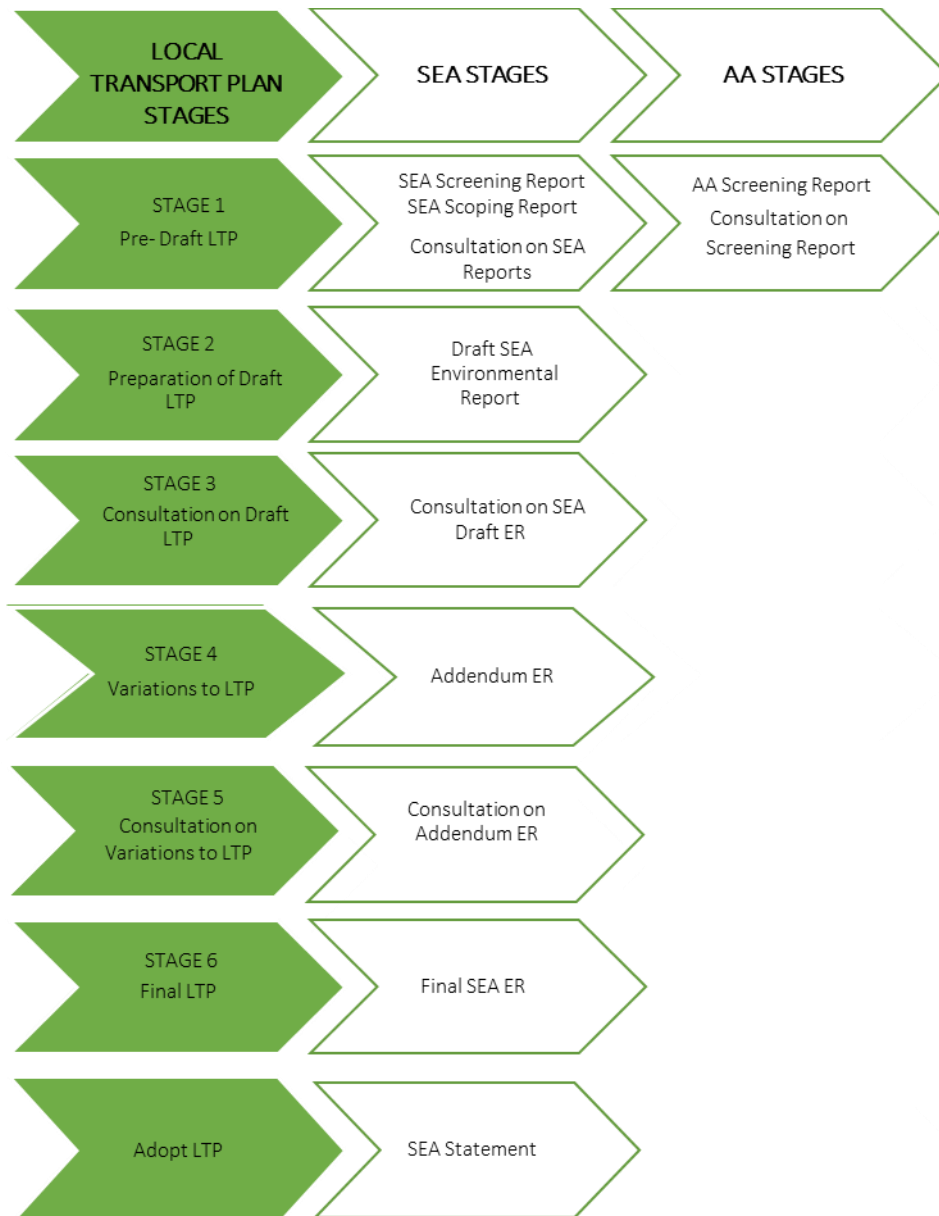 LOCAL
TRANSPORT PLAN
STAGES
SEA STAGES
AA STAGES
STAGE 1
Pre- Draft LTP
SEA Screening Report
SEA Scoping Report
Consultation on SEA
Reports
AA Screening Report
Consultation on
Screening Report
STAGE 2
Preparation of Draft
LTP
Draft SEA
Environmental
Report
STAGE 3
Consultation on Draft
LTP
Consultation on SEA
Draft ER
STAGE 4
Variations to LTP
Addendum ER
STAGE 5
Consultation on
Variations to LTP
Consultation on
Addendum ER
STAGE 6
Final LTP
Final SEA ER
Adopt LTP
SEA Statement